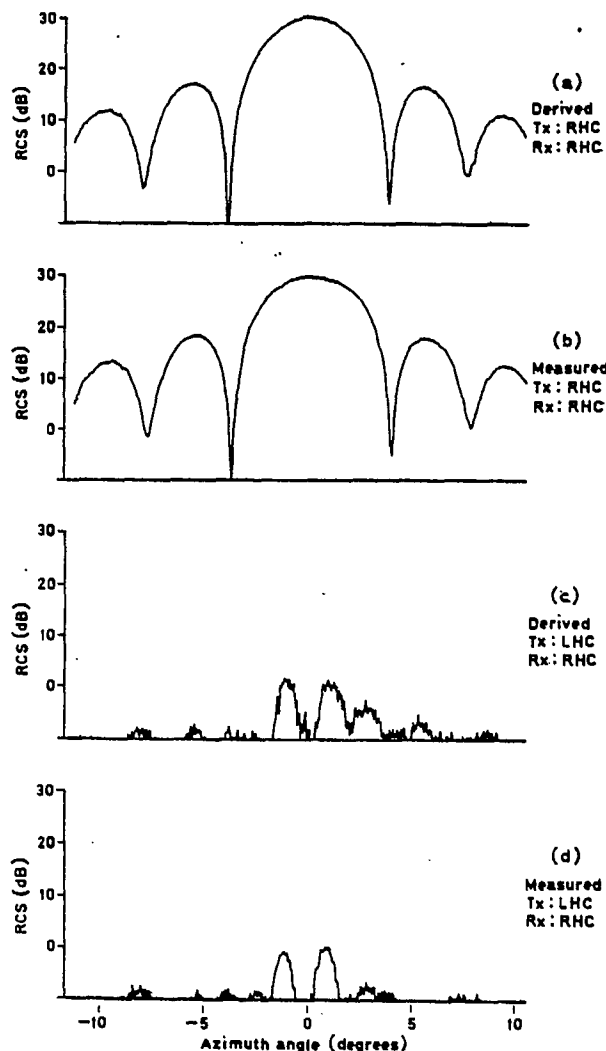 30
20
10
0
RCS (dB)
(a)
Derived
Tx : RHC
Rx : RHC
30
20
10
0
RCS (dB)
(b)
Measured
Tx : RHC
Rx : RHC
30
20
10
0
RCS (dB)
(c)
Derived
Tx : LHC
Rx : RHC
30
20
10
0
RCS (dB)
(d)
Measured
Tx : LHC
Rx : RHC
-10 -5 0 5 10
Azimuth angle (degrees)